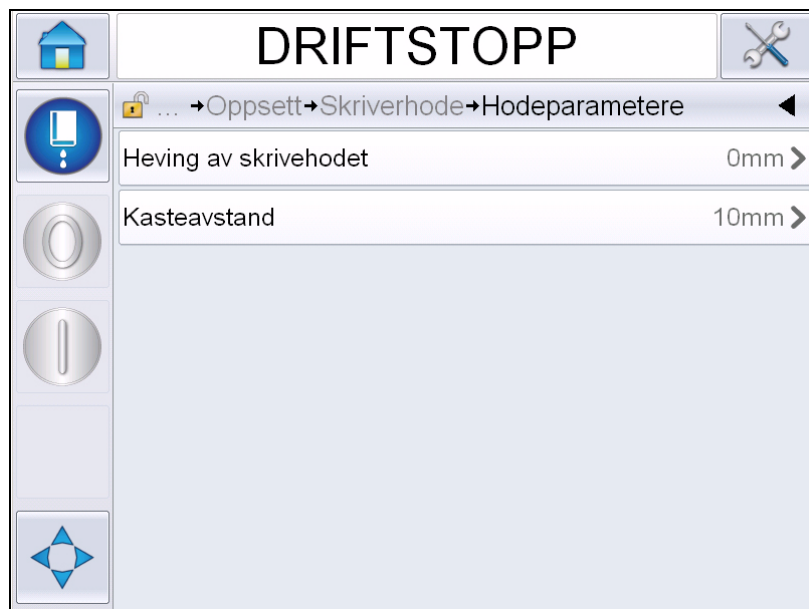 DRIFTSTOPP
... →Oppsett→Skriverhode→Hodeparametere
Heving av skrivehodet 0mm
Kasteavstand 10mm